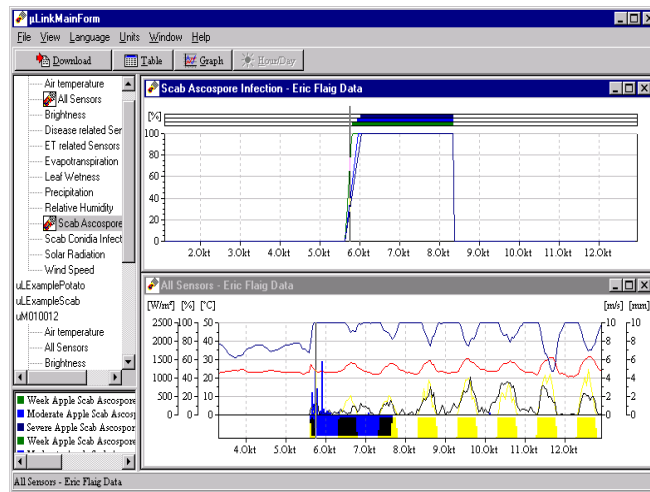 µLinkMainForm
File View Language Units Window Help
Download Table Graph Hour/Day
Air temperature
All Sensors
Brightness
Disease related Ser
ET related Sensors
Evapotranspiration
Leaf Wetness
Precipitation
Relative Humidity
Scab Ascospore
Scab Conidia Infect
Solar Radiation
Wind Speed
uLExamplePotato
uLExampleScab
uM010012
Air temperature
All Sensors
Brightness
Week Apple Scab Ascospore
Moderate Apple Scab Ascosp
Severe Apple Scab Ascospor
Week Apple Scab Ascospore
Scab Ascospore Infection - Eric Flaig Data
[%]
100
80
60
40
20
0
2.Okt 3.Okt 4.Okt 5.Okt 6.Okt 7.Okt 8.Okt 9.Okt 10.Okt 11.Okt 12.Okt
All Sensors - Eric Flaig Data
[W/m²] [%] [°C] [m/s] [mm]
2500 100 50 10 10
2000 80 40 8 8
1500 60 30 6 6
1000 40 20 4 4
500 20 10 2 2
0 0 0 0 0
4.Okt 5.Okt 6.Okt 7.Okt 8.Okt 9.Okt 10.Okt 11.Okt 12.Okt
All Sensors - Eric Flaig Data